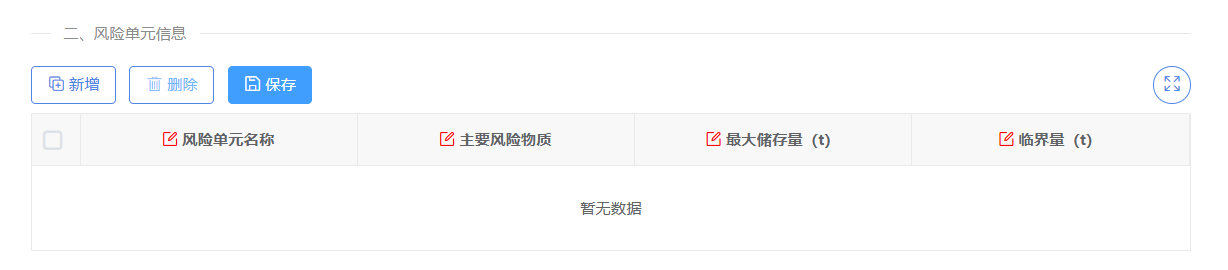 二、风险单元信息
新增 删除 保存
风险单元名称 主要风险物质 最大储存量（t） 临界量（t）
暂无数据